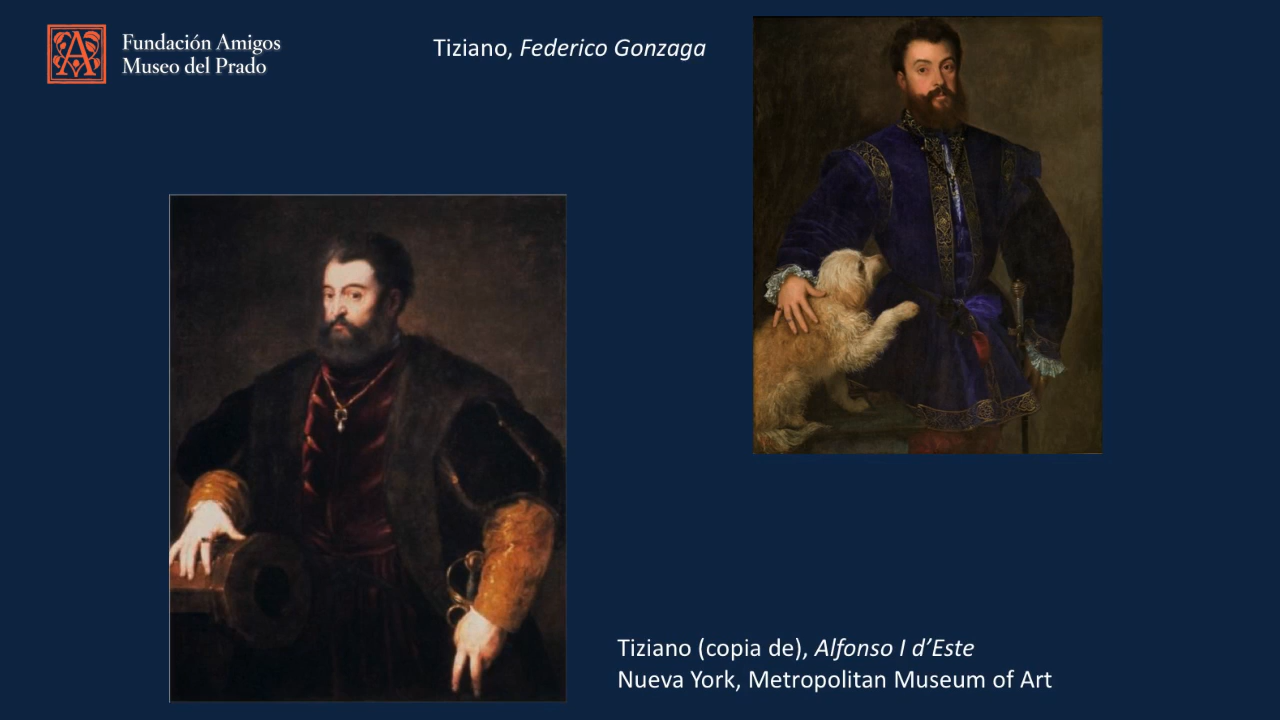 Fundación Amigos
Museo del Prado
Tiziano, Federico Gonzaga
Tiziano (copia de), Alfonso I d’Este
Nueva York, Metropolitan Museum of Art